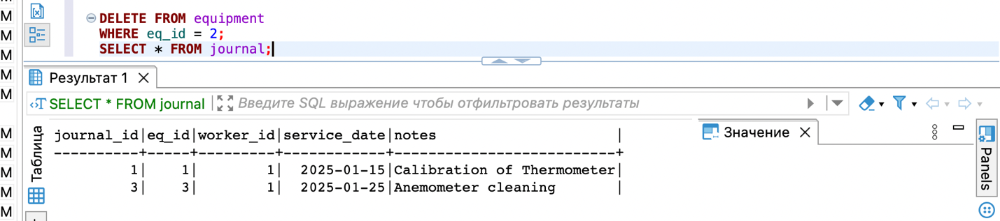 M
M
M
M
M
M
M
M
M
M
M
DELETE FROM equipment
WHERE eq_id = 2;
SELECT * FROM journal;
Результат 1
SELECT * FROM journal
Введите SQL выражение чтобы отфильтровать результаты
Таблица
journal_id|eq_id|worker_id|service_date|notes                     |
----------+-----+---------+------------+--------------------------+
         1|    1|        1|  2025-01-15|Calibration of Thermometer|
         3|    3|        1|  2025-01-25|Anemometer cleaning       |
Значение
Panels